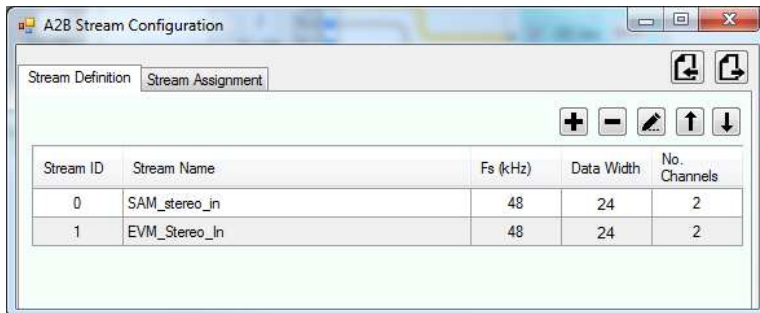 A2B Stream Configuration
Stream Definition
Stream Assignment
Stream ID Stream Name Fs (kHz) Data Width No. Channels
0 SAM_stereo_in 48 24 2
1 EVM_Stereo_In 48 24 2